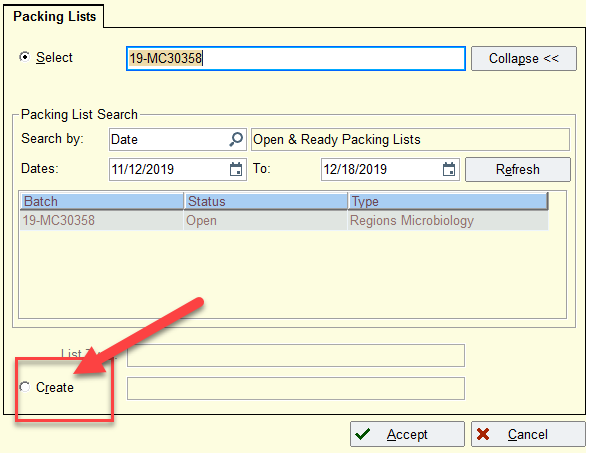 Packing Lists
Select 19-MC30358 Collapse <<
Packing List Search
Search by: Date Open & Ready Packing Lists
Dates: 11/12/2019 To: 12/18/2019 Refresh
Batch Status Type
19-MC30358 Open Regions Microbiology
List
Create
Accept Cancel